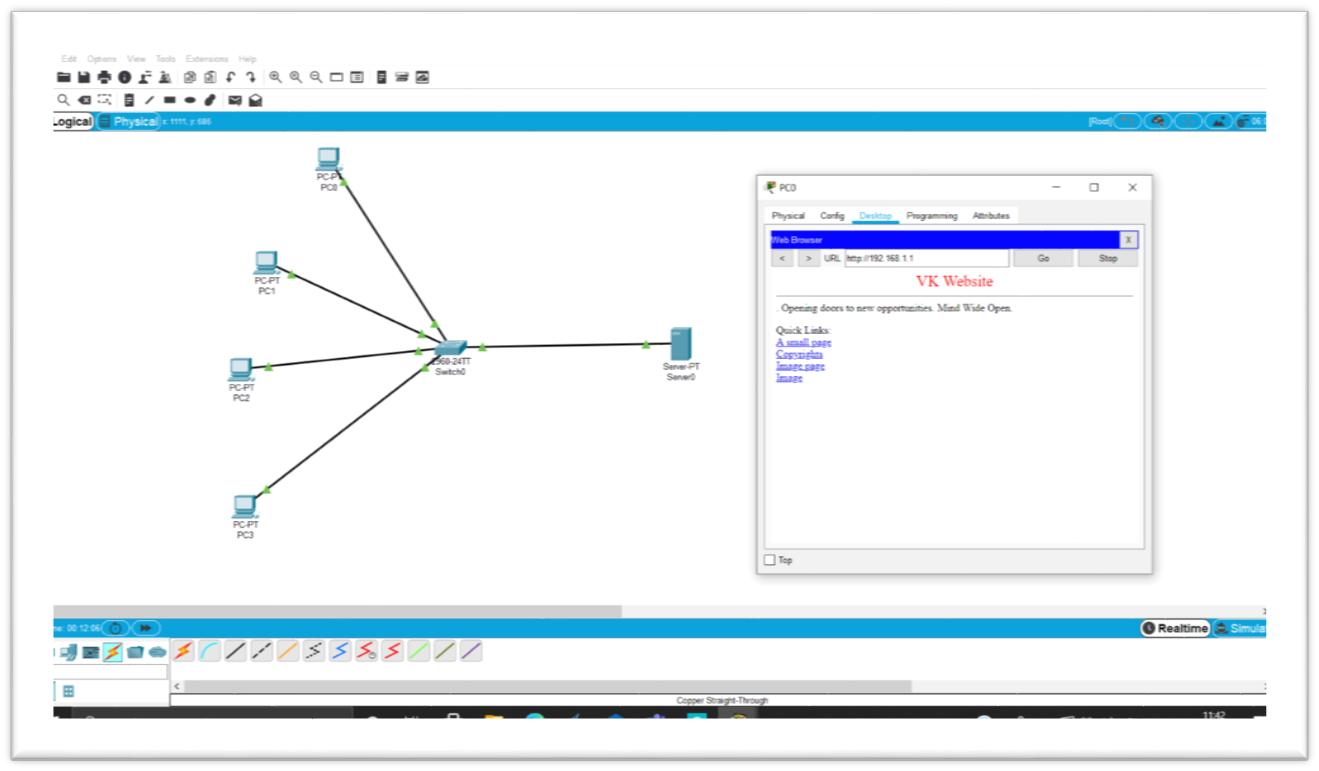 Edit Options View Tools Extensions Help
Logical Physical x: 1111, y: 686 [Root]
PC-PT
PC0
PC-PT
PC1
PC-PT
PC2
PC-PT
PC3
2960-24TT
Switch0
Server-PT
Server0
PC0
Physical Config Desktop Programming Attributes
Web Browser X
< > URL http://192.168.1.1 Go Stop
VK Website
. Opening doors to new opportunities. Mind Wide Open.
Quick Links:
A small page
Copyrights
Image page
Image
Top
00:12:06 Realtime Simulat
Copper Straight-Through
11:42